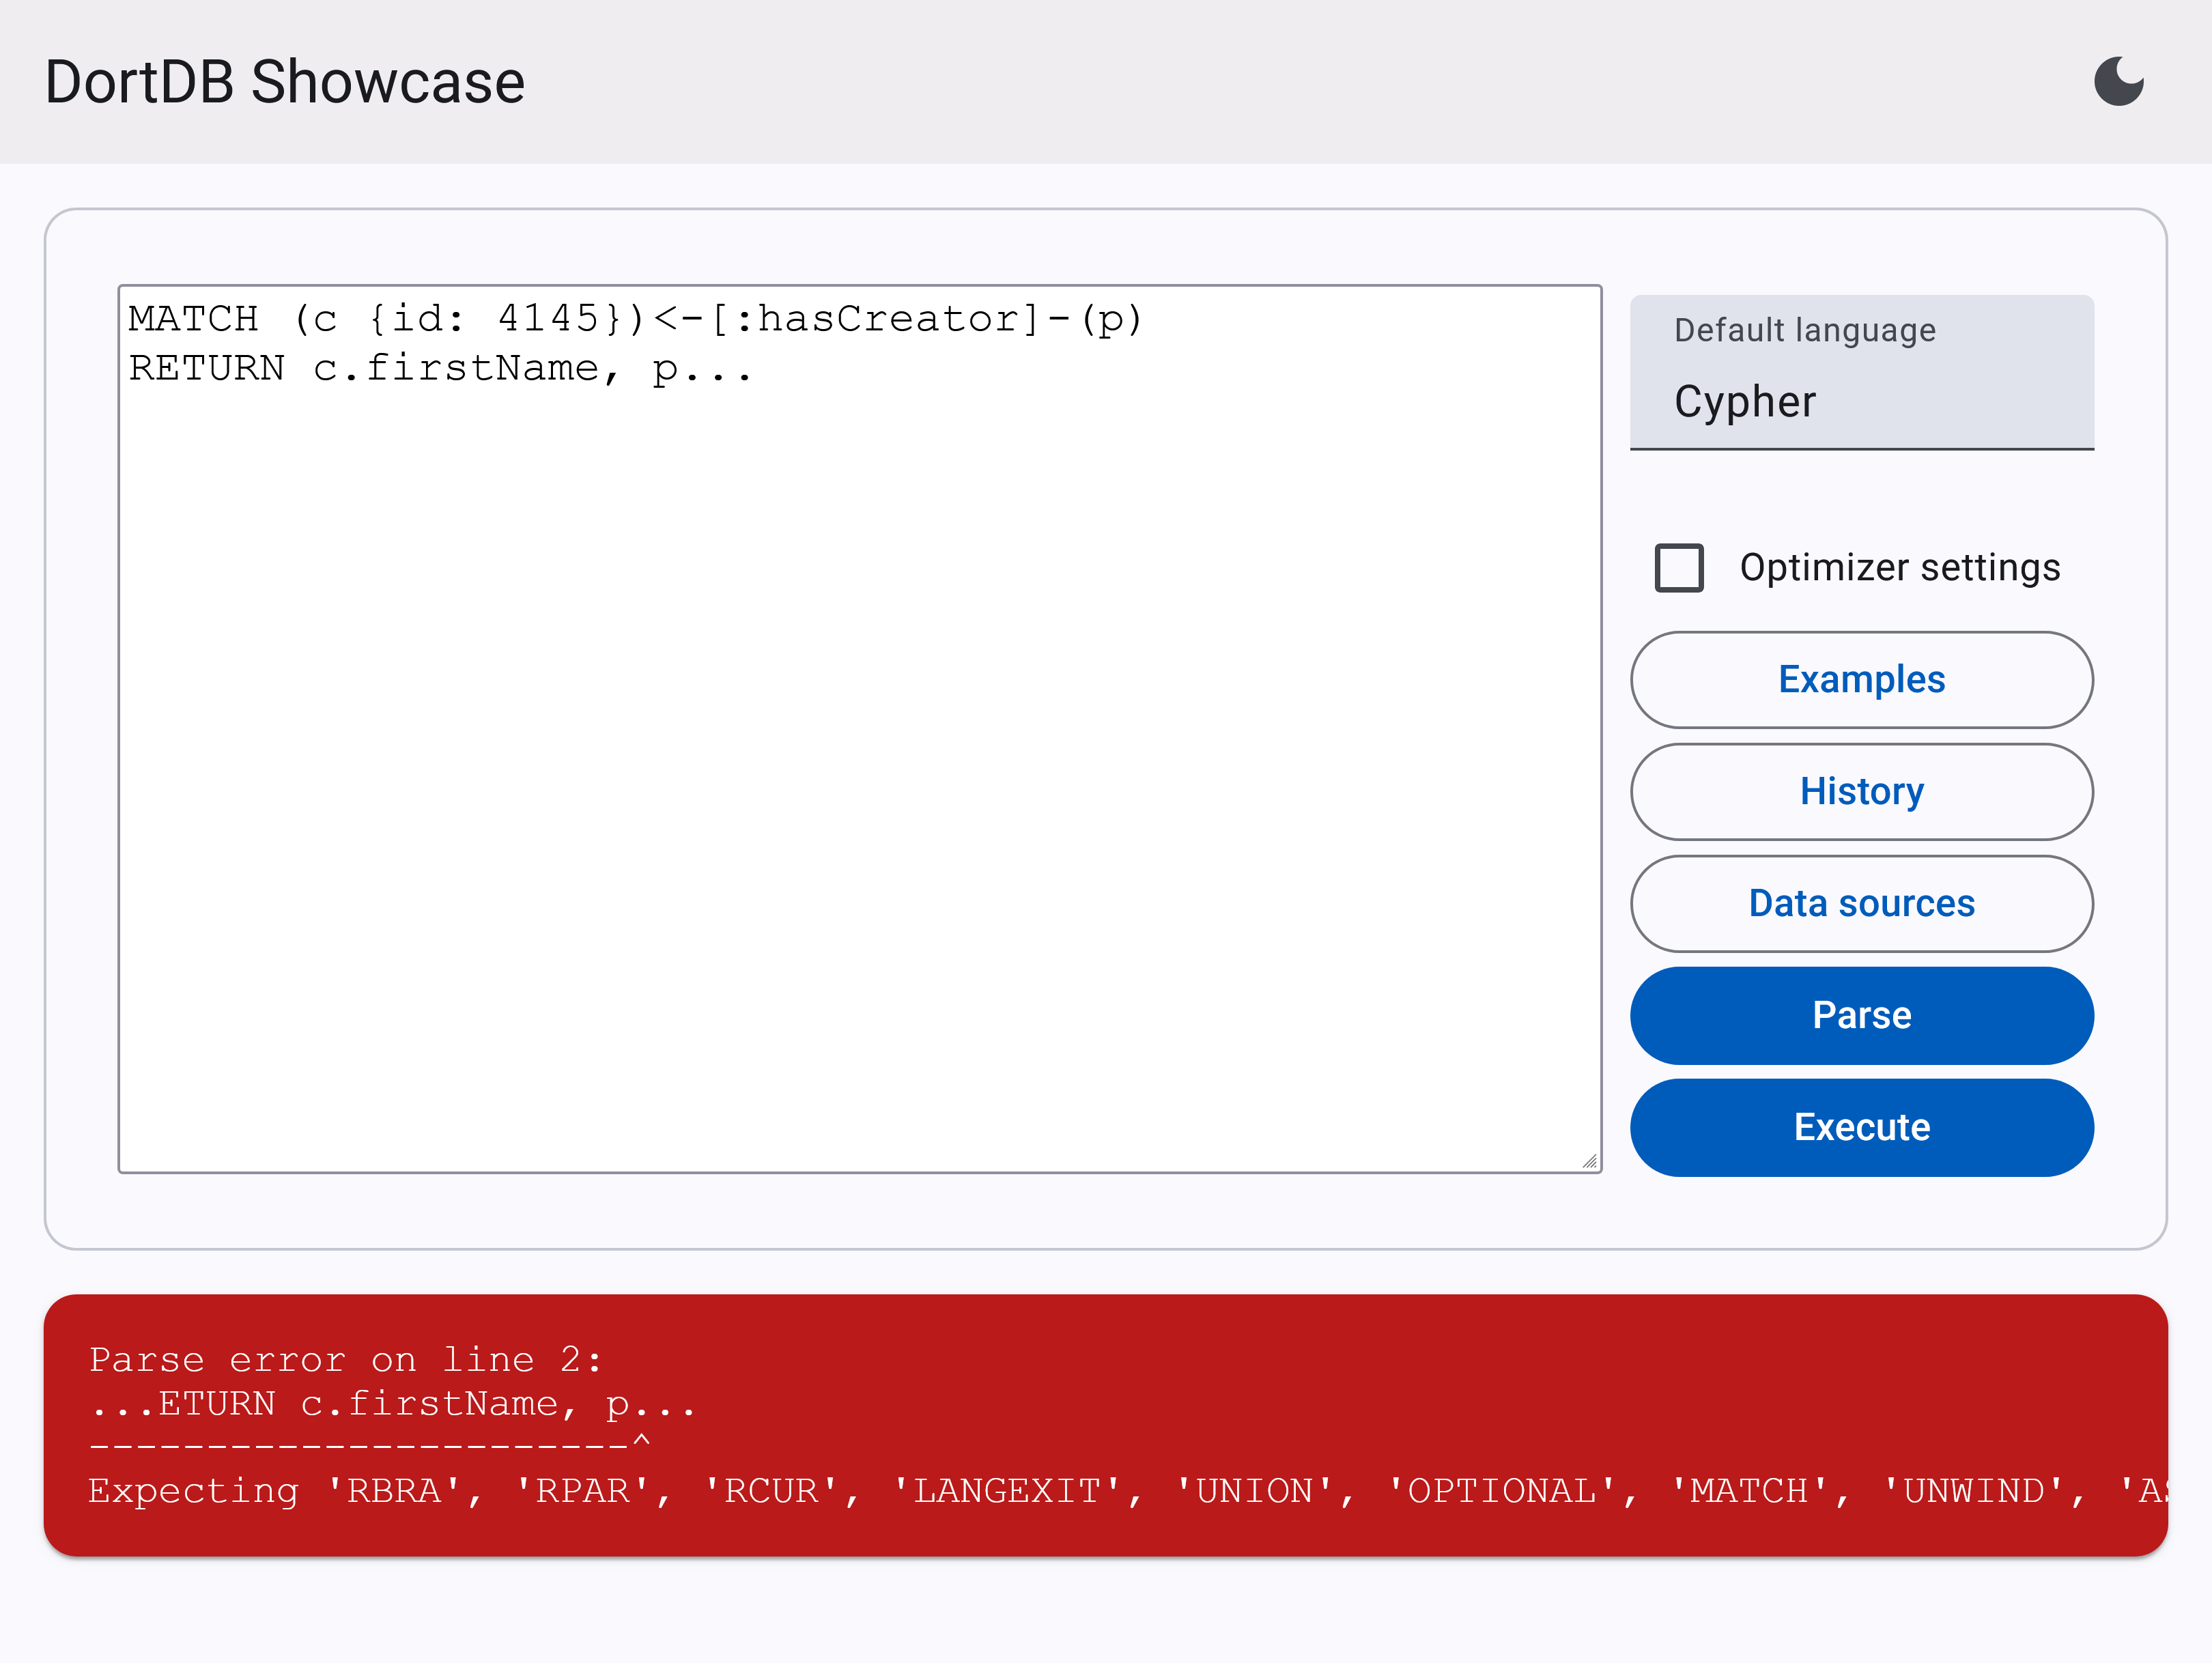 DortDB Showcase
MATCH (c {id: 4145})<-[:hasCreator]-(p)
RETURN c.firstName, p...
Default language
Cypher
Optimizer settings
Examples
History
Data sources
Parse
Execute
Parse error on line 2:
...ETURN c.firstName, p...
-----------------------^
Expecting 'RBRA', 'RPAR', 'RCUR', 'LANGEXIT', 'UNION', 'OPTIONAL', 'MATCH', 'UNWIND',